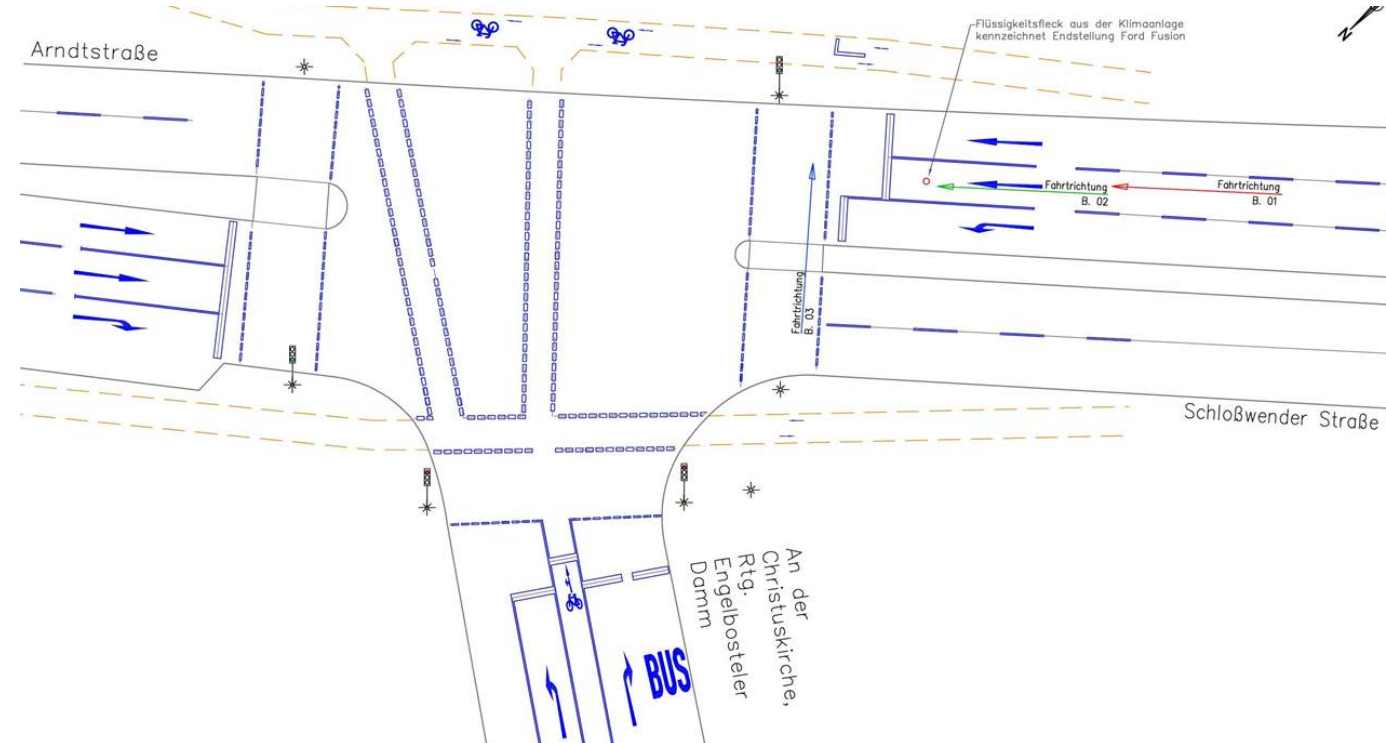 Flüssigkeitsfleck aus der Klimaanlage
kennzeichnet Endstellung Ford Fusion
N
Arndtstraße
Fahrtrichtung
B. 02
Fahrtrichtung
B. 01
Fahrtrichtung
B. 03
Schloßwender Straße
An der
Christuskirche,
Rtg.
Engelbosteler
Damm
BUS